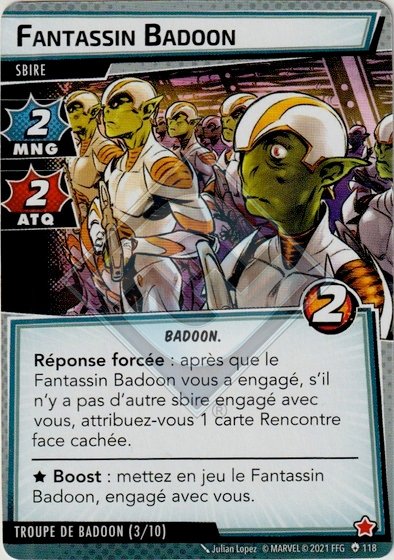 FANTASSIN BADOON
SBIRE
2
MNG
2
ATQ
2
BADOON.
Réponse forcée : après que le
Fantassin Badoon vous a engagé, s'il
n'y a pas d'autre sbire engagé avec
vous, attribuez-vous 1 carte Rencontre
face cachée.
★ Boost : mettez en jeu le Fantassin
Badoon, engagé avec vous.
TROUPE DE BADOON (3/10)
Julian Lopez © MARVEL © 2021 FFG 118